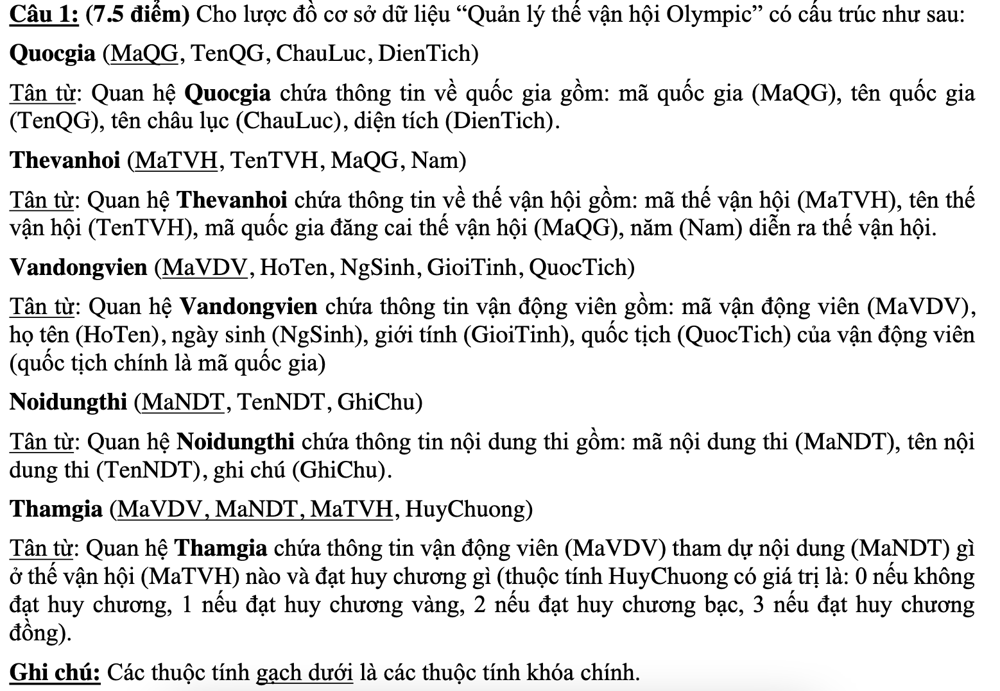 Câu 1: (7.5 điểm) Cho lược đồ cơ sở dữ liệu “Quản lý thế vận hội Olympic” có cấu trúc như sau:
Quocgia (MaQG, TenQG, ChauLuc, DienTich)
Tân từ: Quan hệ Quocgia chứa thông tin về quốc gia gồm: mã quốc gia (MaQG), tên quốc gia
(TenQG), tên châu lục (ChauLuc), diện tích (DienTich).
Thevanhoi (MaTVH, TenTVH, MaQG, Nam)
Tân từ: Quan hệ Thevanhoi chứa thông tin về thế vận hội gồm: mã thế vận hội (MaTVH), tên thế
vận hội (TenTVH), mã quốc gia đăng cai thế vận hội (MaQG), năm (Nam) diễn ra thế vận hội.
Vandongvien (MaVDV, HoTen, NgSinh, GioiTinh, QuocTich)
Tân từ: Quan hệ Vandongvien chứa thông tin vận động viên gồm: mã vận động viên (MaVDV),
họ tên (HoTen), ngày sinh (NgSinh), giới tính (GioiTinh), quốc tịch (QuocTich) của vận động viên
(quốc tịch chính là mã quốc gia)
Noidungthi (MaNDT, TenNDT, GhiChu)
Tân từ: Quan hệ Noidungthi chứa thông tin nội dung thi gồm: mã nội dung thi (MaNDT), tên nội
dung thi (TenNDT), ghi chú (GhiChu).
Thamgia (MaVDV, MaNDT, MaTVH, HuyChuong)
Tân từ: Quan hệ Thamgia chứa thông tin vận động viên (MaVDV) tham dự nội dung (MaNDT) gì
ở thế vận hội (MaTVH) nào và đạt huy chương gì (thuộc tính HuyChuong có giá trị là: 0 nếu không
đạt huy chương, 1 nếu đạt huy chương vàng, 2 nếu đạt huy chương bạc, 3 nếu đạt huy chương
đồng).
Ghi chú: Các thuộc tính gạch dưới là các thuộc tính khóa chính.